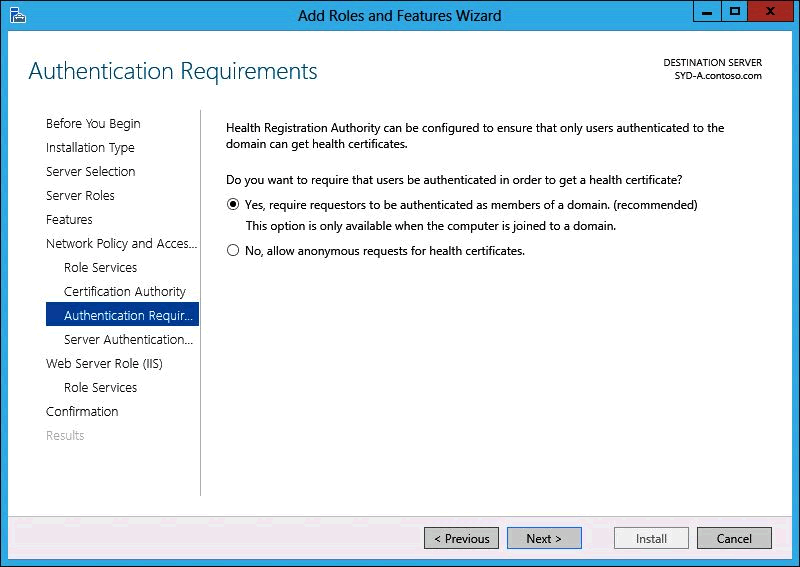 Add Roles and Features Wizard
Authentication Requirements
DESTINATION SERVER
SYD-A.contoso.com
Before You Begin
Installation Type
Server Selection
Server Roles
Features
Network Policy and Acces...
Role Services
Certification Authority
Authentication Requir...
Server Authentication...
Web Server Role (IIS)
Role Services
Confirmation
Results
Health Registration Authority can be configured to ensure that only users authenticated to the
domain can get health certificates.
Do you want to require that users be authenticated in order to get a health certificate?
Yes, require requestors to be authenticated as members of a domain. (recommended)
This option is only available when the computer is joined to a domain.
No, allow anonymous requests for health certificates.
< Previous
Next >
Install
Cancel